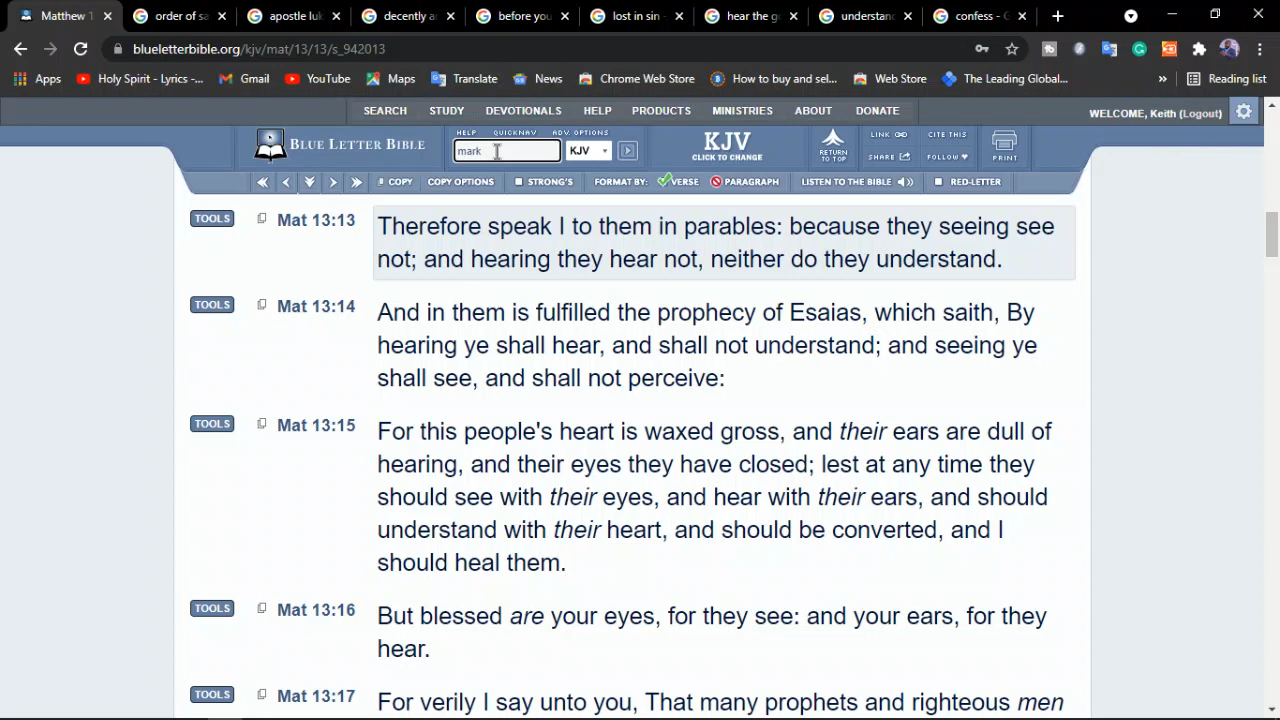 Matthew 1
order of sa
apostle luk
decently a
before you
lost in sin -
hear the g
understan
confess - G
blueletterbible.org/kjv/mat/13/13/s_942013
Apps
Holy Spirit - Lyrics -...
Gmail
YouTube
Maps
Translate
News
Chrome Web Store
How to buy and sel...
Web Store
The Leading Global...
»
Reading list
SEARCH STUDY DEVOTIONALS HELP PRODUCTS MINISTRIES ABOUT DONATE
WELCOME, Keith (Logout)
BLUE LETTER BIBLE
HELP QUICKNAV ADV. OPTIONS
mark
KJV
KJV
CLICK TO CHANGE
RETURN
TO TOP
LINK
CITE THIS
SHARE
FOLLOW
PRINT
COPY COPY OPTIONS STRONG'S FORMAT BY: VERSE PARAGRAPH LISTEN TO THE BIBLE RED-LETTER
TOOLS Mat 13:13 Therefore speak I to them in parables: because they seeing see
not; and hearing they hear not, neither do they understand.
TOOLS Mat 13:14 And in them is fulfilled the prophecy of Esaias, which saith, By
hearing ye shall hear, and shall not understand; and seeing ye
shall see, and shall not perceive:
TOOLS Mat 13:15 For this people's heart is waxed gross, and their ears are dull of
hearing, and their eyes they have closed; lest at any time they
should see with their eyes, and hear with their ears, and should
understand with their heart, and should be converted, and I
should heal them.
TOOLS Mat 13:16 But blessed are your eyes, for they see: and your ears, for they
hear.
TOOLS Mat 13:17 For verily I say unto you, That many prophets and righteous men